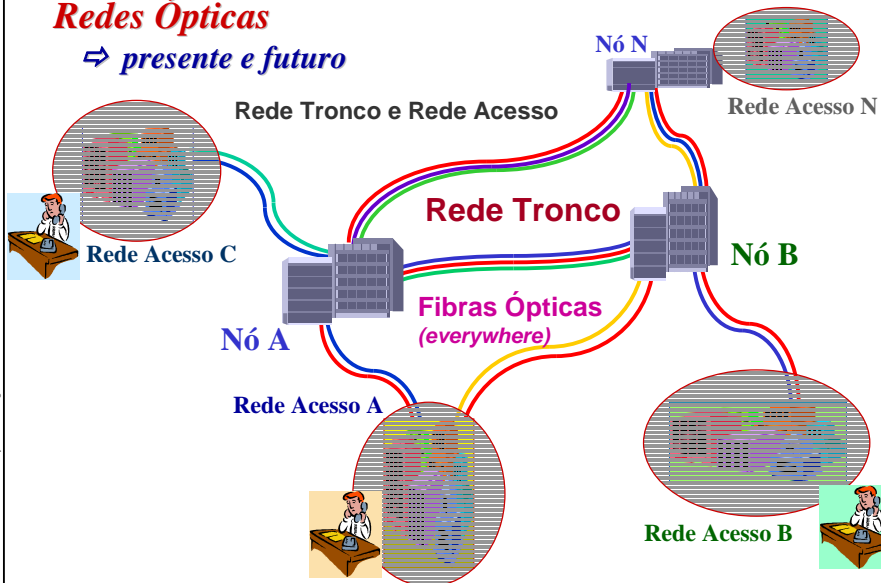 Redes Ópticas
⇨ presente e futuro
Nó N
Rede Tronco e Rede Acesso
Rede Acesso N
Rede Tronco
Rede Acesso C
Nó B
Fibras Ópticas
(everywhere)
Nó A
Rede Acesso A
Rede Acesso B